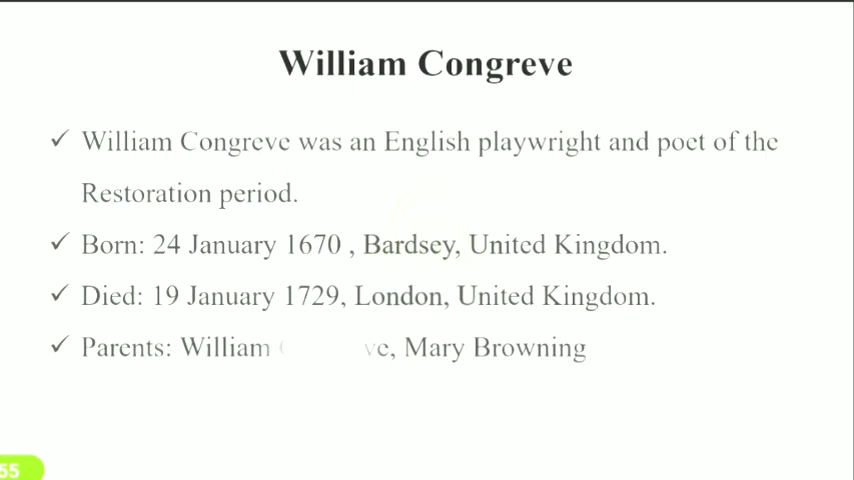 William Congreve
✓ William Congreve was an English playwright and poet of the
Restoration period.
✓ Born: 24 January 1670 , Bardsey, United Kingdom.
✓ Died: 19 January 1729, London, United Kingdom.
✓ Parents: William , Mary Browning
55